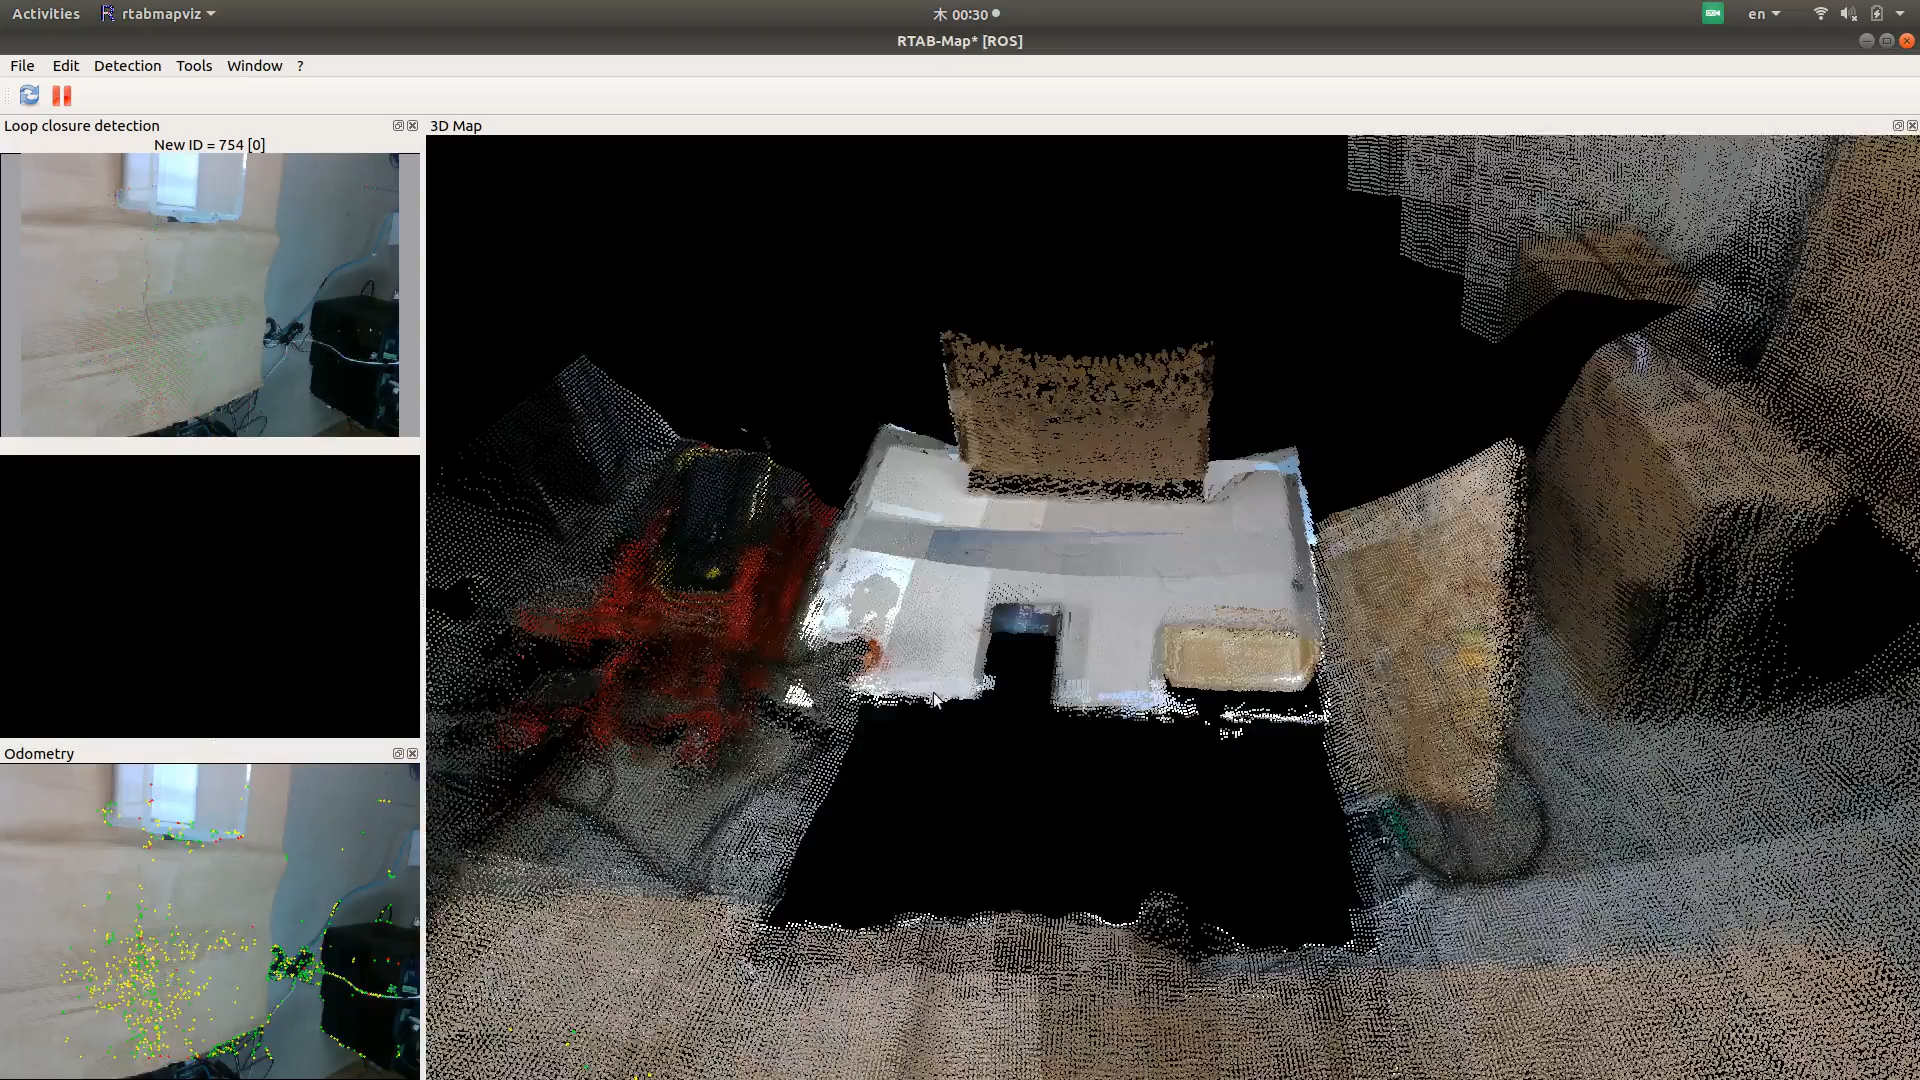 Activities
rtabmapviz
木 00:30
en
RTAB-Map* [ROS]
File Edit Detection Tools Window ?
Loop closure detection
3D Map
New ID = 754 [0]
Odometry